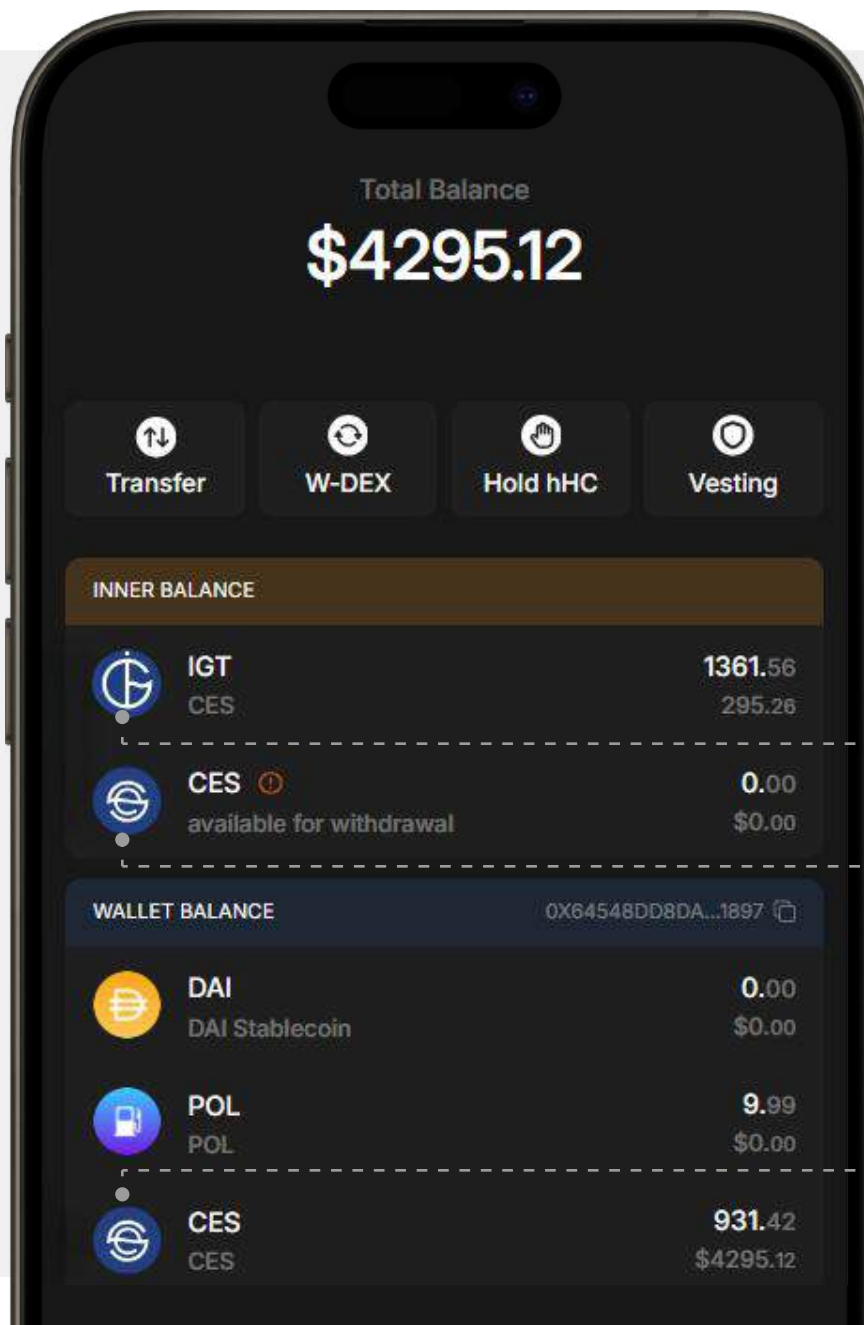 Total Balance
$4295.12
Transfer W-DEX Hold hHC Vesting
INNER BALANCE
IGT 1361.56
CES 295.26
CES 0.00
available for withdrawal $0.00
WALLET BALANCE 0X64548DD8DA...1897
DAI 0.00
DAI Stablecoin $0.00
POL 9.99
POL $0.00
CES 931.42
CES $4295.12